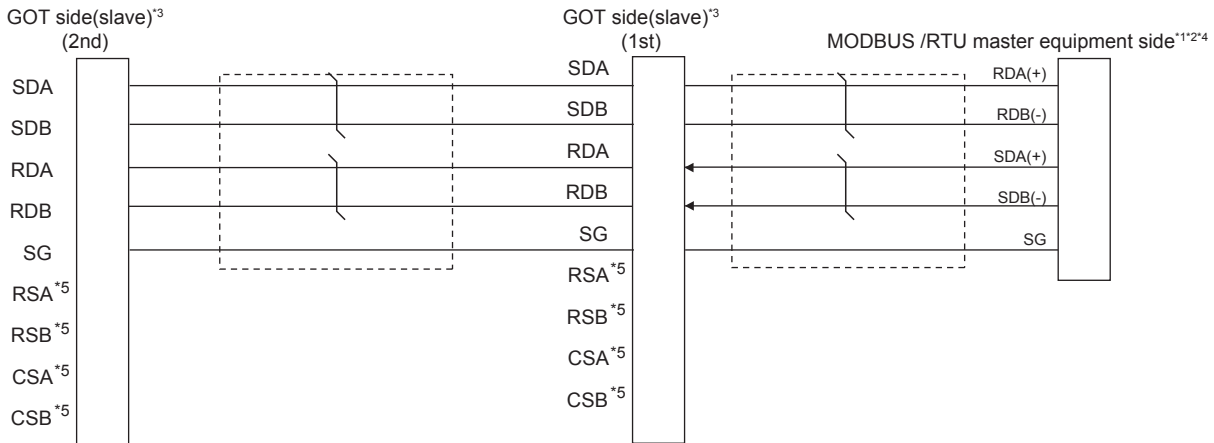 GOT side(slave)*3
(2nd)
SDA
SDB
RDA
RDB
SG
RSA*5
RSB*5
CSA*5
CSB*5
GOT side(slave)*3
(1st)
SDA
SDB
RDA
RDB
SG
RSA*5
RSB*5
CSA*5
CSB*5
MODBUS /RTU master equipment side*1*2*4
RDA(+)
RDB(-)
SDA(+)
SDB(-)
SG